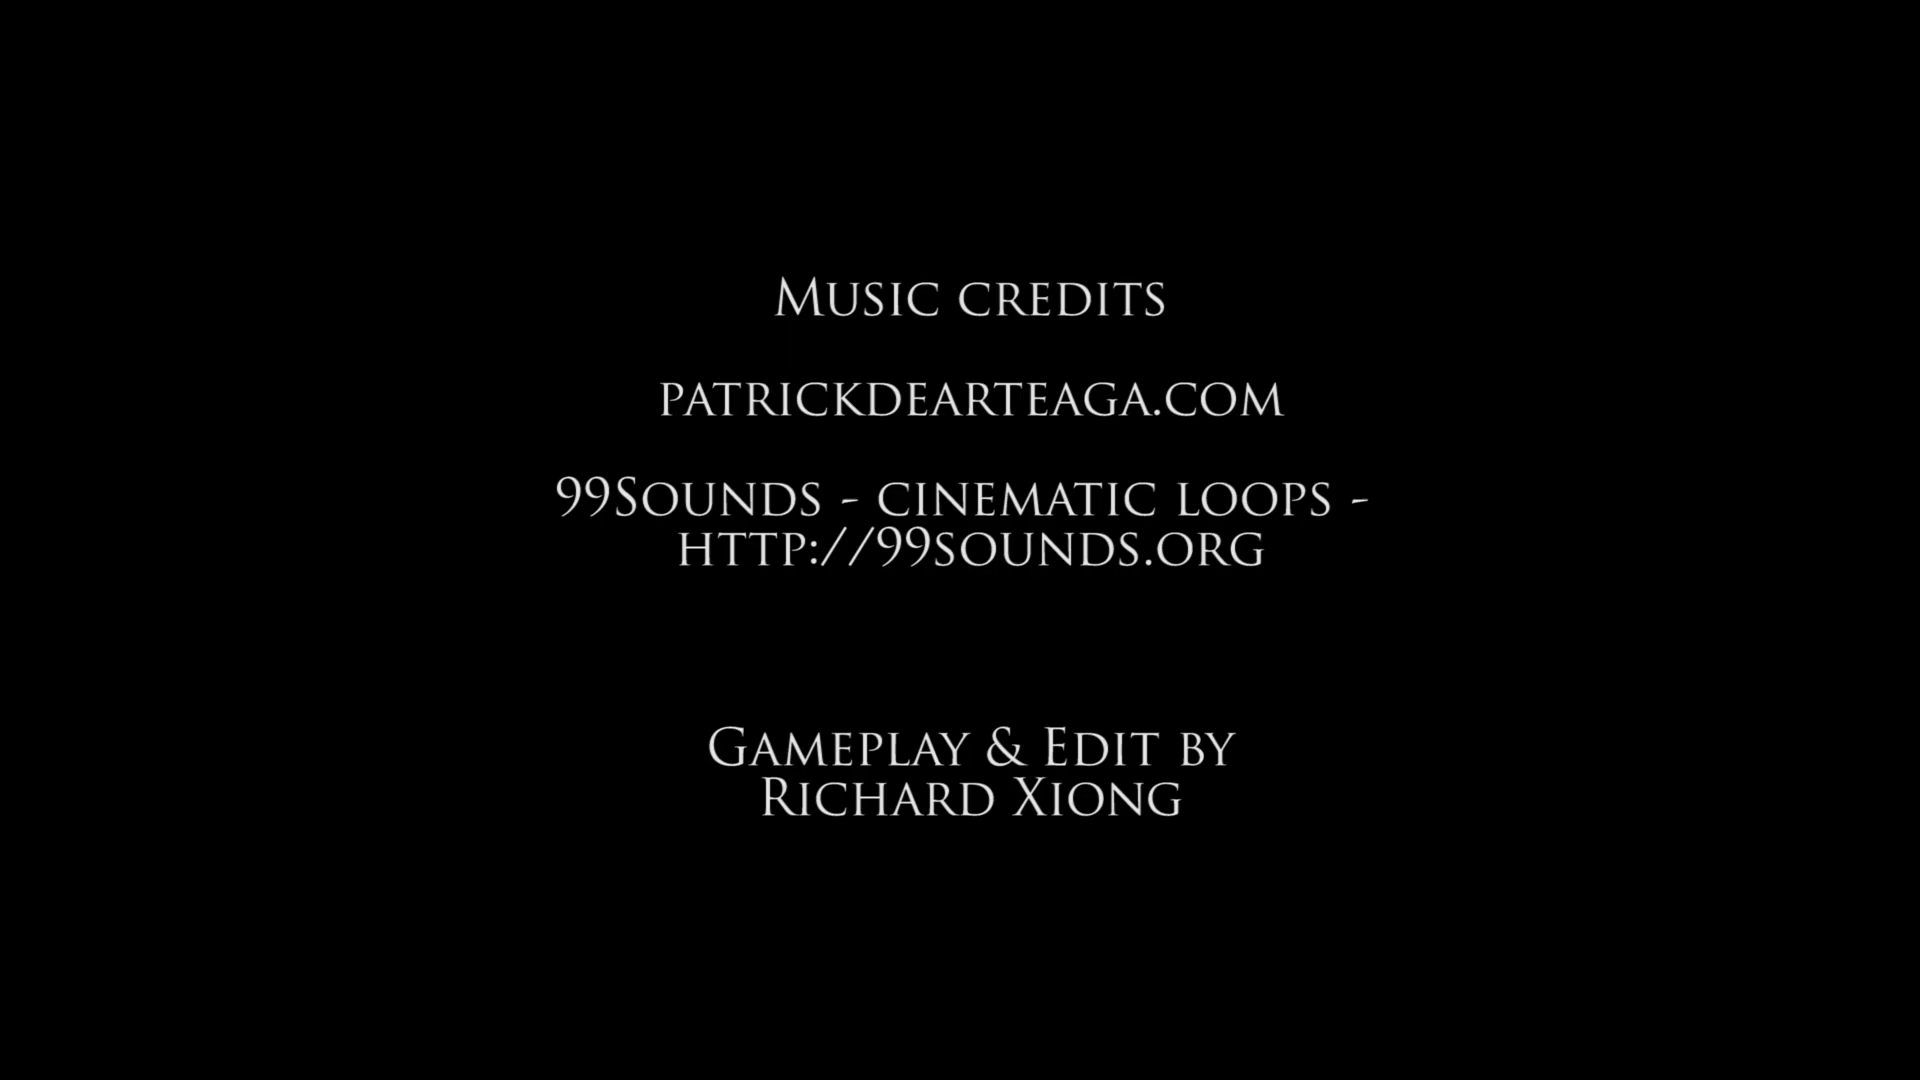 Music credits
patrickdearteaga.com
99Sounds - cinematic loops -
http://99sounds.org
Gameplay & Edit by
Richard Xiong